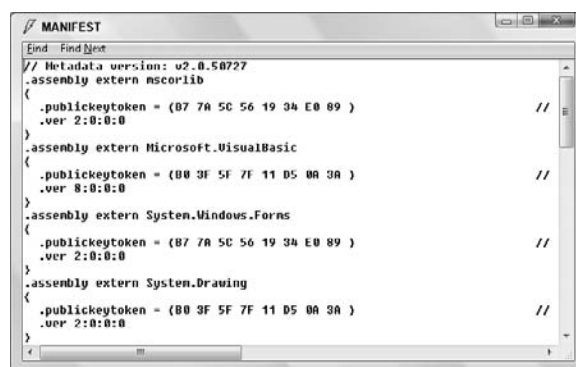 MANIFEST
Find Find Next
// Metadata version: v2.0.50727
.assembly extern mscorlib
{
.publickeytoken = (B7 7A 5C 56 19 34 E0 89 ) //
.ver 2:0:0:0
}
.assembly extern Microsoft.VisualBasic
{
.publickeytoken = (B0 3F 5F 7F 11 D5 0A 3A ) //
.ver 8:0:0:0
}
.assembly extern System.Windows.Forms
{
.publickeytoken = (B7 7A 5C 56 19 34 E0 89 ) //
.ver 2:0:0:0
}
.assembly extern System.Drawing
{
.publickeytoken = (B0 3F 5F 7F 11 D5 0A 3A ) //
.ver 2:0:0:0
}